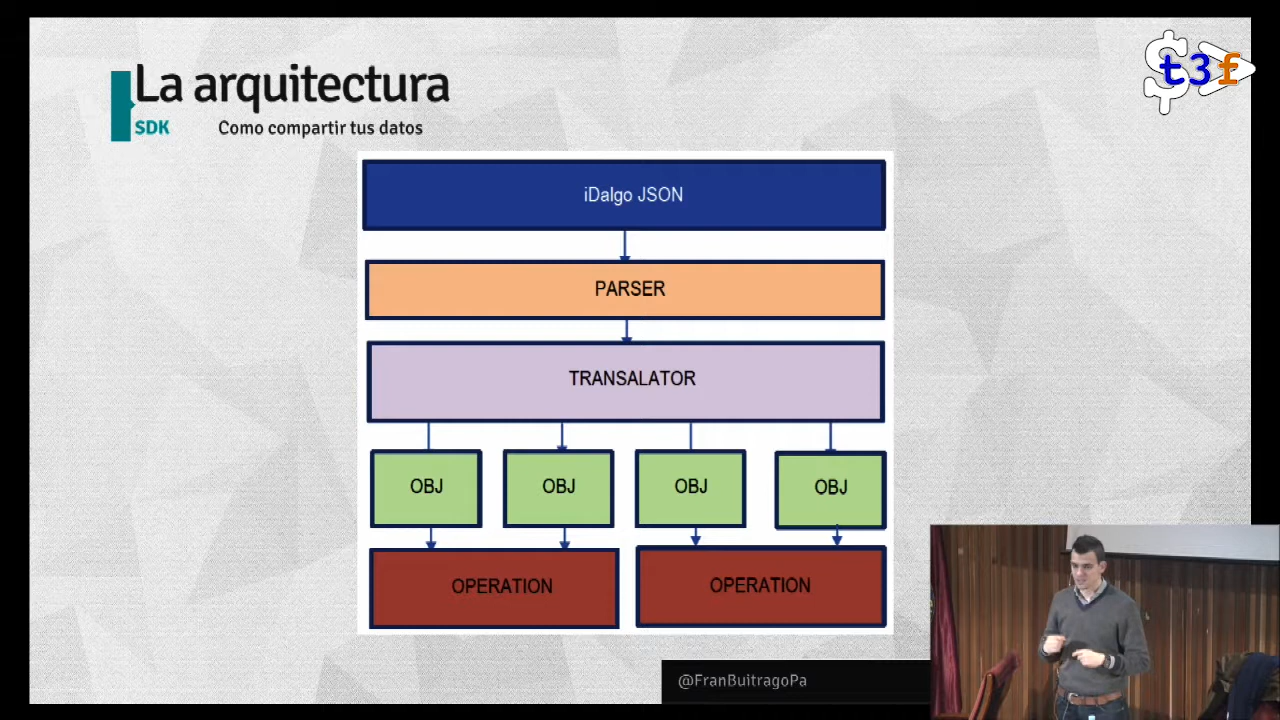 La arquitectura
SDK Como compartir tus datos
t3f
iDalgo JSON
PARSER
TRANSALATOR
OBJ OBJ OBJ OBJ
OPERATION OPERATION
@FranBuitragoPa